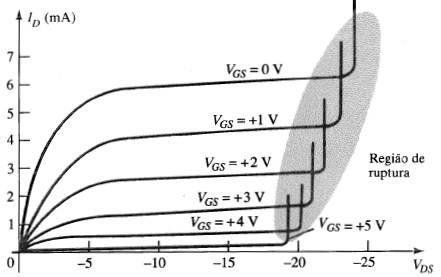 I_D (mA)
7
6
5
4
3
2
1
0
V_GS = 0 V
V_GS = +1 V
V_GS = +2 V
V_GS = +3 V
V_GS = +4 V
V_GS = +5 V
Região de
ruptura
−5
−10
−15
−20
−25
V_DS